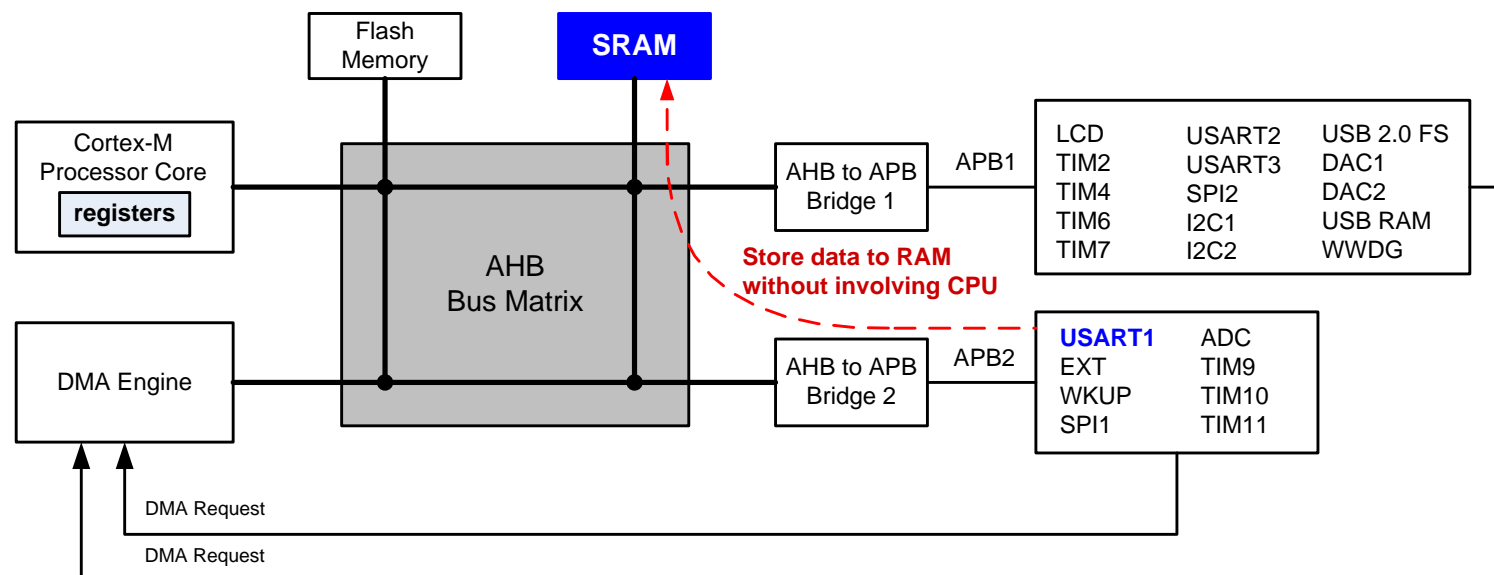 Flash
Memory
SRAM
Cortex-M
Processor Core
registers
AHB
Bus Matrix
AHB to APB
Bridge 1
APB1
LCD
TIM2
TIM4
TIM6
TIM7
USART2
USART3
SPI2
I2C1
I2C2
USB 2.0 FS
DAC1
DAC2
USB RAM
WWDG
Store data to RAM
without involving CPU
DMA Engine
AHB to APB
Bridge 2
APB2
USART1
EXT
WKUP
SPI1
ADC
TIM9
TIM10
TIM11
DMA Request
DMA Request